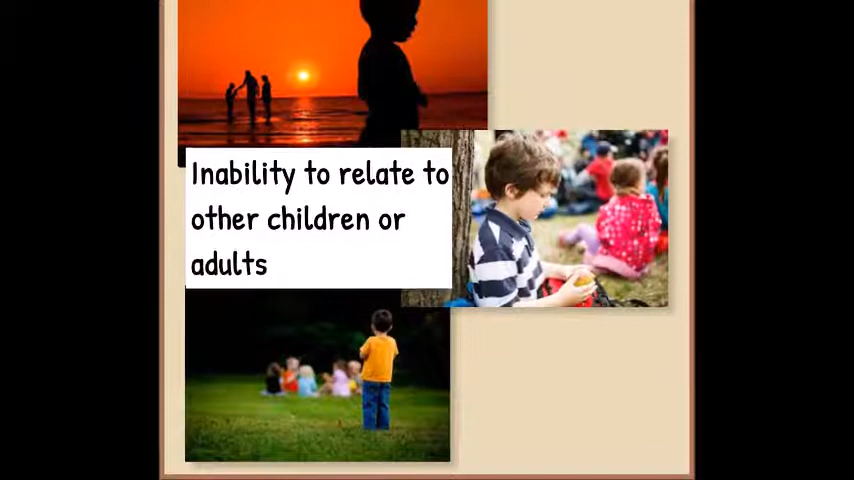 Inability to relate to
other children or
adults